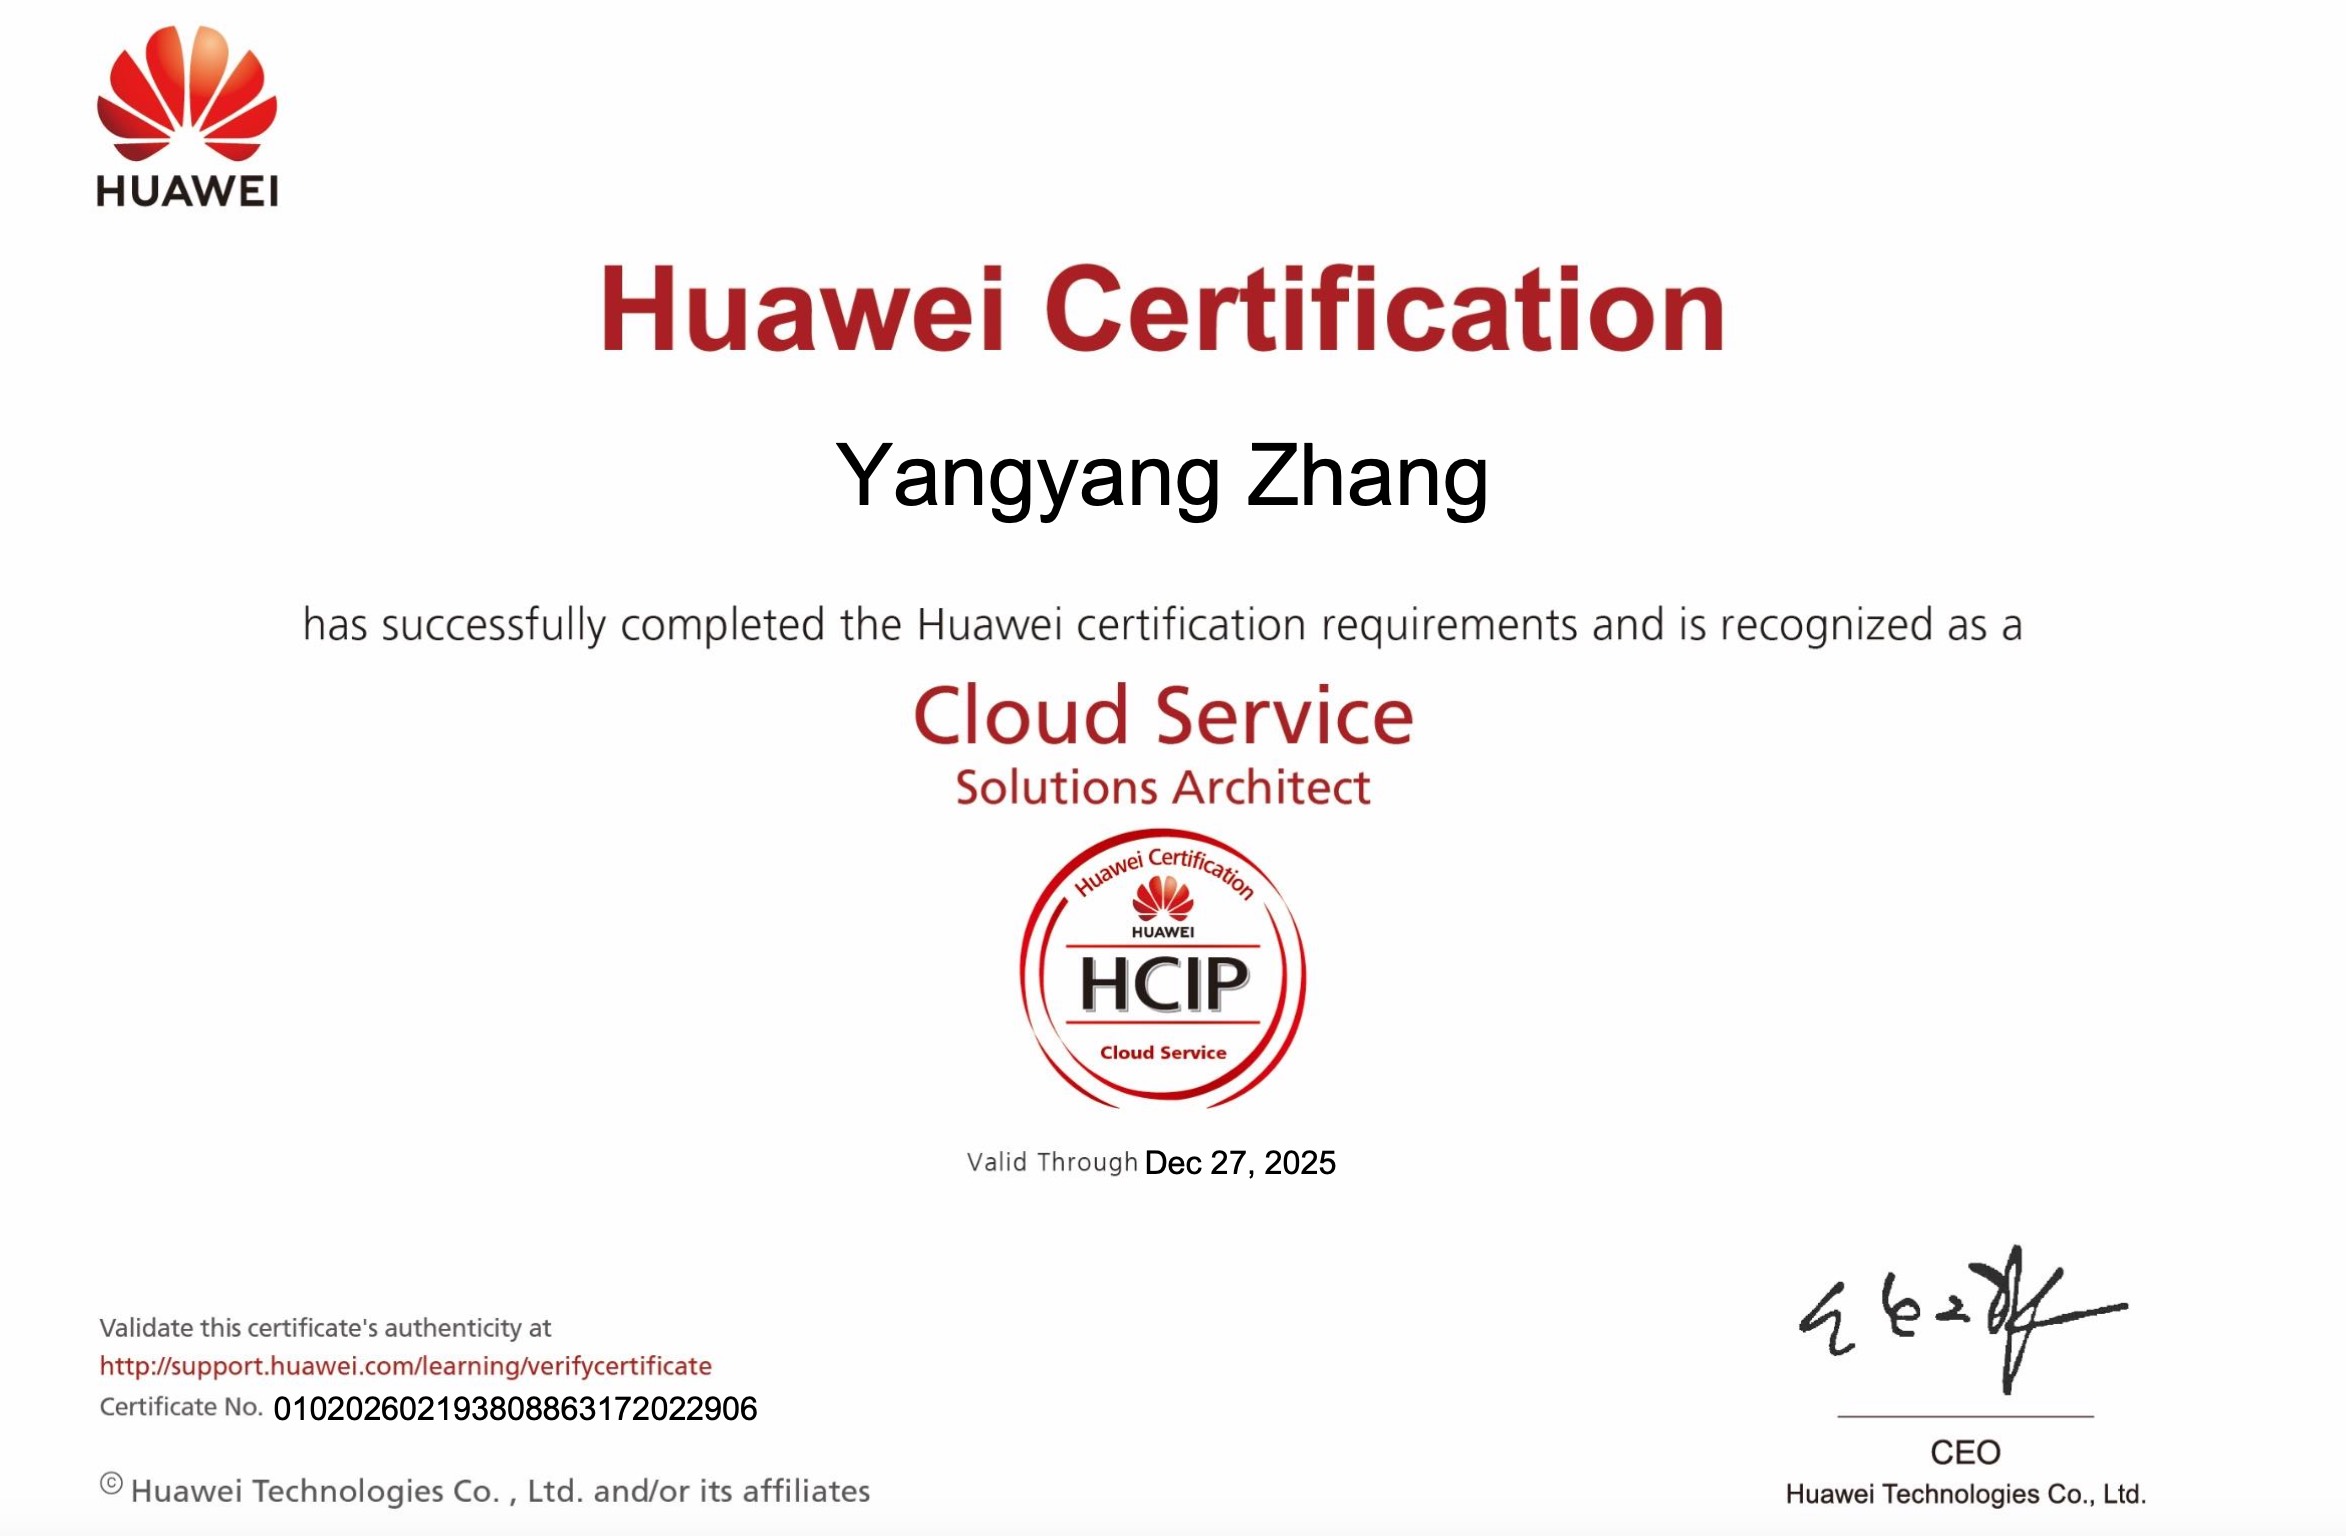 HUAWEI
Huawei Certification
Yangyang Zhang
has successfully completed the Huawei certification requirements and is recognized as a
Cloud Service
Solutions Architect
Huawei Certification
HUAWEI
HCIP
Cloud Service
Valid Through Dec 27, 2025
Validate this certificate's authenticity at
http://support.huawei.com/learning/verifycertificate
Certificate No. 010202602193808863172022906
© Huawei Technologies Co. , Ltd. and/or its affiliates
CEO
Huawei Technologies Co., Ltd.